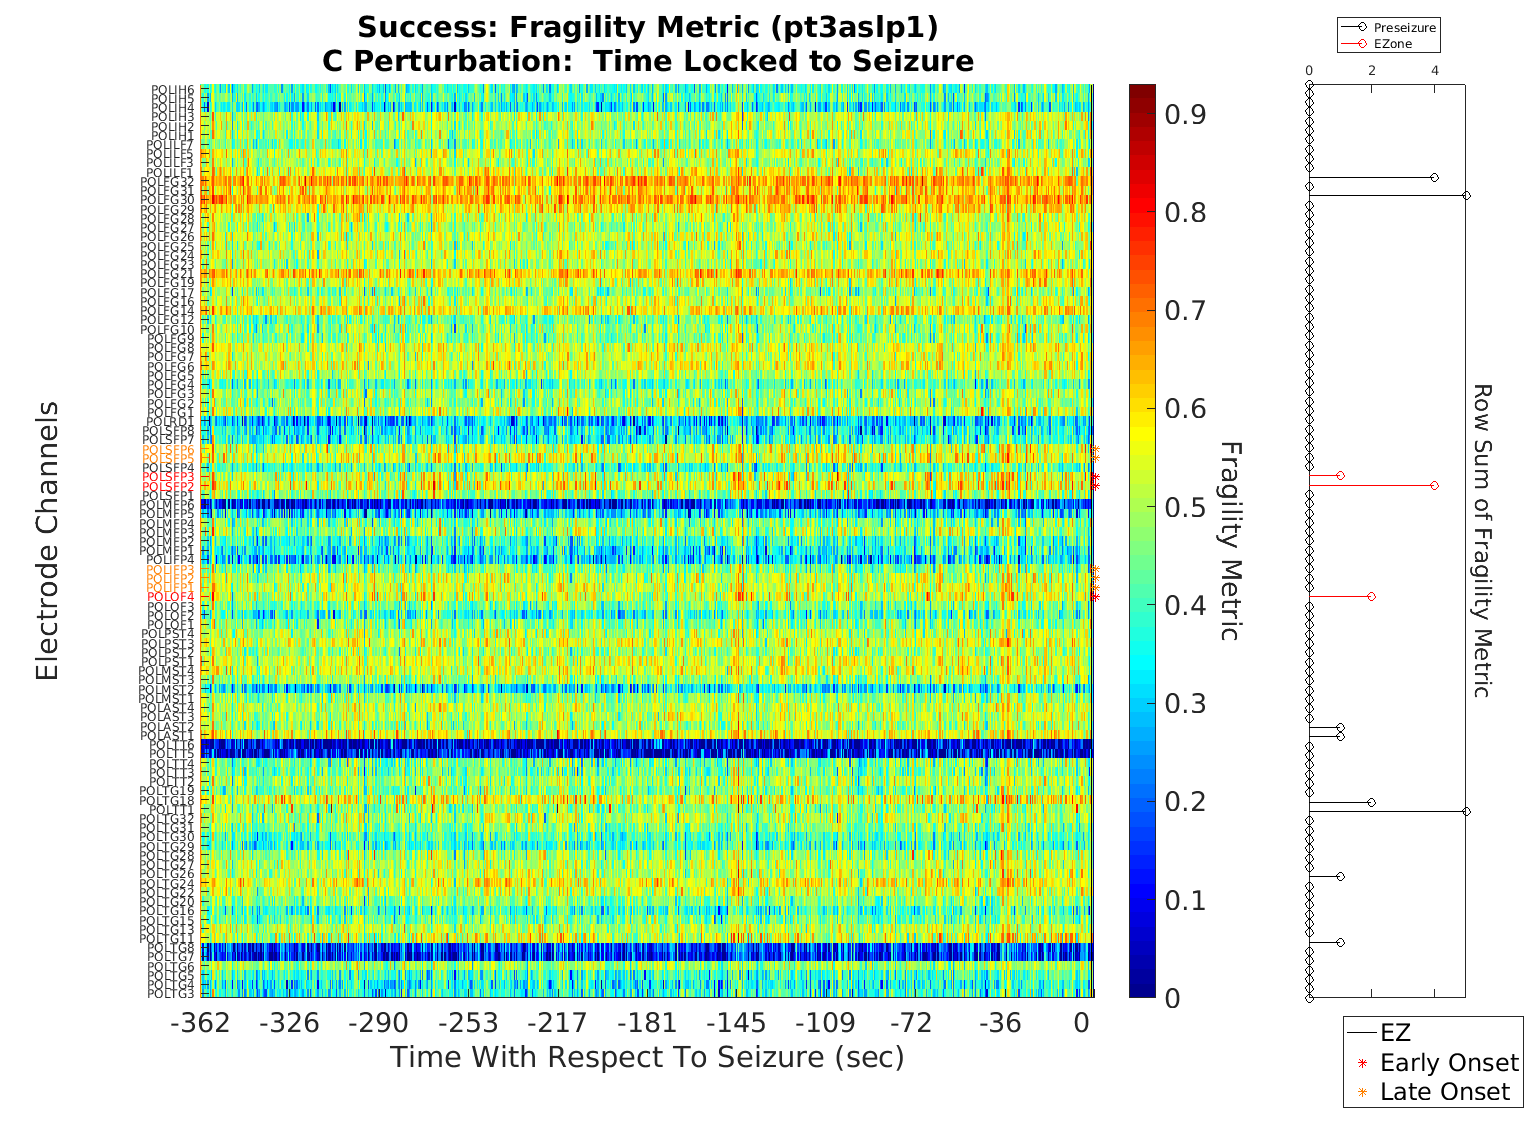 Success: Fragility Metric (pt3aslp1)
C Perturbation:  Time Locked to Seizure
Electrode Channels
POLIH6
POLIH5
POLIH4
POLIH3
POLIH2
POLIH1
POLILF7
POLILF5
POLILF3
POLILF1
POLFG32
POLFG31
POLFG30
POLFG29
POLFG28
POLFG27
POLFG26
POLFG25
POLFG24
POLFG23
POLFG21
POLFG19
POLFG17
POLFG16
POLFG14
POLFG12
POLFG10
POLFG9
POLFG8
POLFG7
POLFG6
POLFG5
POLFG4
POLFG3
POLFG2
POLFG1
POLRD1
POLSFP8
POLSFP7
POLSFP6
POLSFP5
POLSFP4
POLSFP3
POLSFP2
POLSFP1
POLMFP6
POLMFP5
POLMFP4
POLMFP3
POLMFP2
POLMFP1
POLIFP4
POLIFP3
POLIFP2
POLIFP1
POLOF4
POLOF3
POLOF2
POLOF1
POLPST4
POLPST3
POLPST2
POLPST1
POLMST4
POLMST3
POLMST2
POLMST1
POLAST4
POLAST3
POLAST2
POLAST1
POLTT6
POLTT5
POLTT4
POLTT3
POLTT2
POLTG19
POLTG18
POLTT1
POLTG32
POLTG31
POLTG30
POLTG29
POLTG28
POLTG27
POLTG26
POLTG24
POLTG22
POLTG20
POLTG16
POLTG15
POLTG13
POLTG11
POLTG8
POLTG7
POLTG6
POLTG5
POLTG4
POLTG3
-362 -326 -290 -253 -217 -181 -145 -109 -72 -36 0
Time With Respect To Seizure (sec)
0.9
0.8
0.7
0.6
0.5
0.4
0.3
0.2
0.1
0
Fragility Metric
Preseizure
EZone
0 2 4
Row Sum of Fragility Metric
EZ
Early Onset
Late Onset